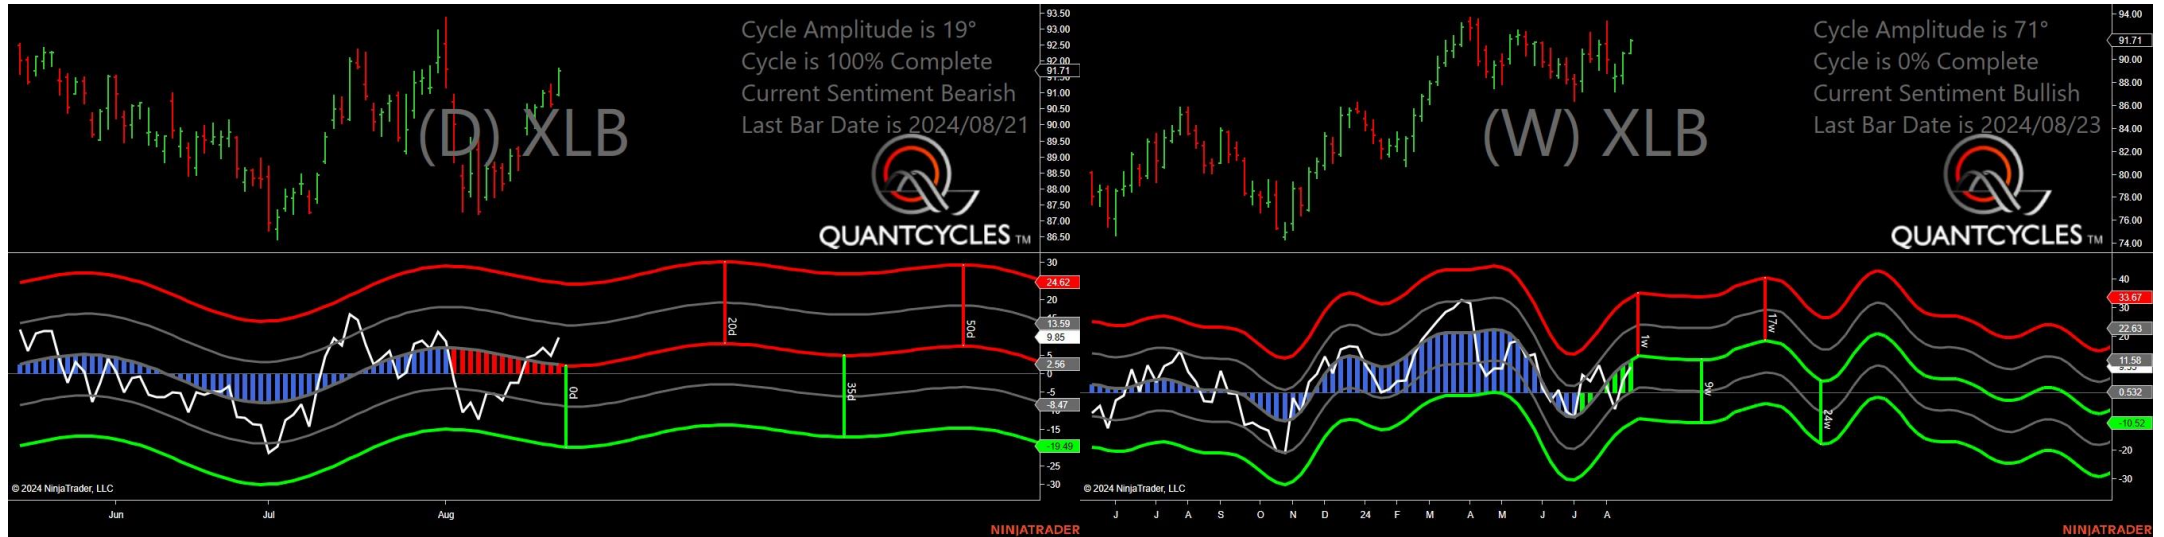 Cycle Amplitude is 19°
Cycle is 100% Complete
Current Sentiment Bearish
Last Bar Date is 2024/08/21
(D) XLB
QUANTCYCLES TM
93.50
93.00
92.50
92.00
91.71
91.50
91.00
90.50
90.00
89.50
89.00
88.50
88.00
87.50
87.00
86.50
30
24.62
20
13.59
9.85
5
2.56
0
-5
-8.47
-15
-19.49
-25
-30
0d
20d
35d
50d
© 2024 NinjaTrader, LLC
Jun Jul Aug
NINJATRADER
Cycle Amplitude is 71°
Cycle is 0% Complete
Current Sentiment Bullish
Last Bar Date is 2024/08/23
(W) XLB
QUANTCYCLES TM
94.00
91.71
90.00
88.00
86.00
84.00
82.00
80.00
78.00
76.00
74.00
40
33.67
30
22.63
20
11.58
0.532
-10.52
-20
-30
1w
9w
17w
24w
© 2024 NinjaTrader, LLC
J J A S O N D 24 F M A M J J A
NINJATRADER